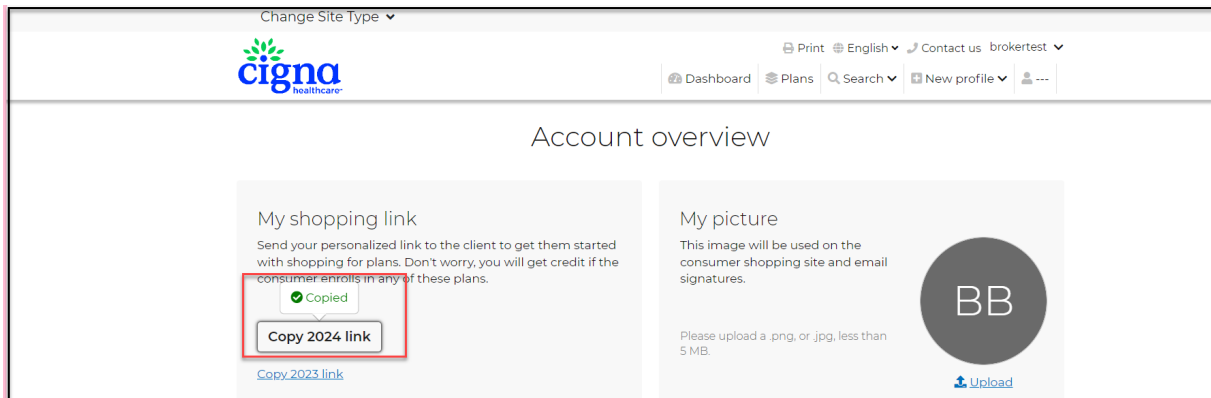 Change Site Type
Print English Contact us brokertest
cigna
healthcare
Dashboard Plans Search New profile ---
Account overview
My shopping link
Send your personalized link to the client to get them started
with shopping for plans. Don't worry, you will get credit if the
consumer enrolls in any of these plans.
Copied
Copy 2024 link
Copy 2023 link
My picture
This image will be used on the
consumer shopping site and email
signatures.
Please upload a .png, or .jpg, less than
5 MB.
BB
Upload